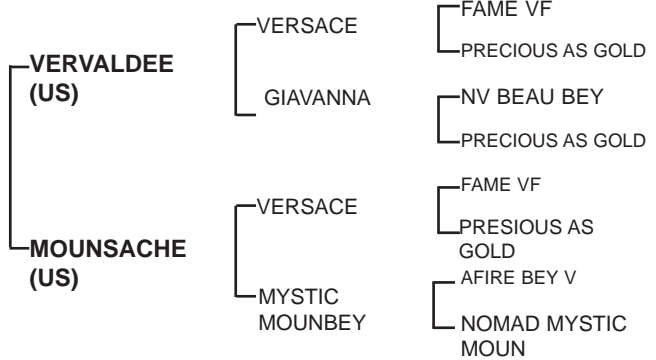 FAME VF
VERSACE
PRECIOUS AS GOLD
VERVALDEE
(US)
GIAVANNA
NV BEAU BEY
PRECIOUS AS GOLD
FAME VF
VERSACE
PRESIOUS AS
GOLD
MOUNSACHE
(US)
AFIRE BEY V
MYSTIC
MOUNBEY
NOMAD MYSTIC
MOUN